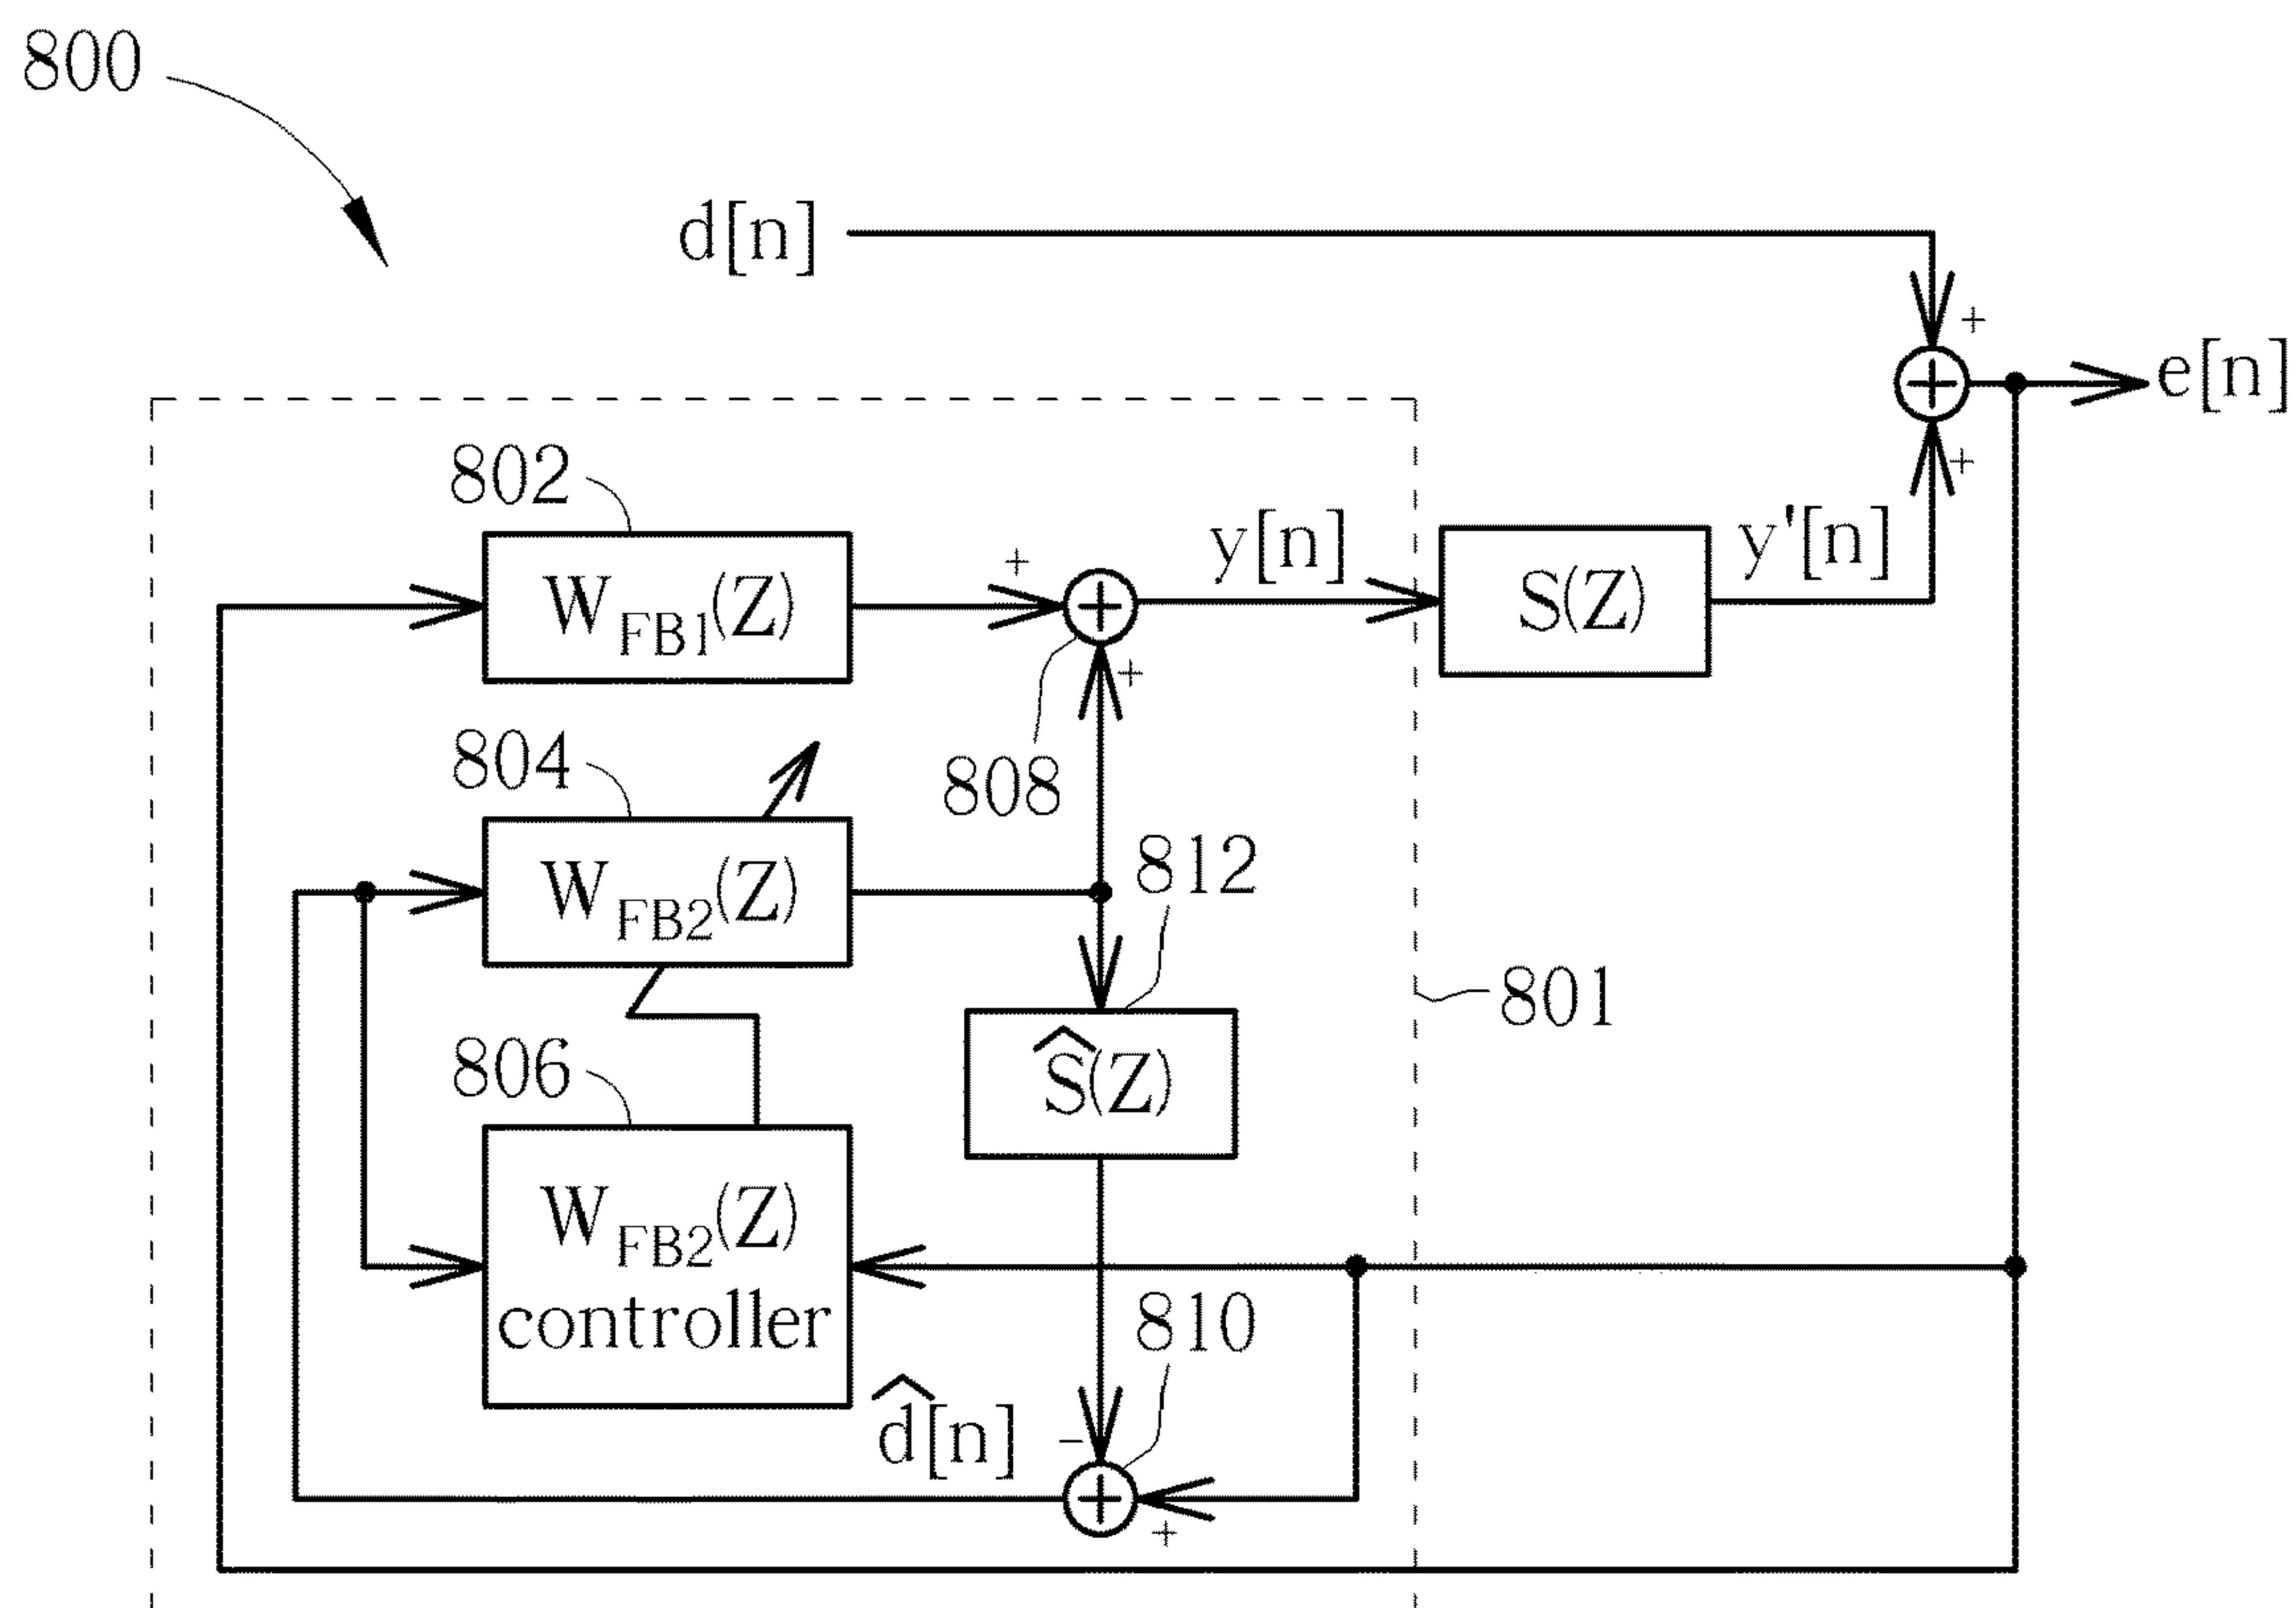 800
d[n]
+
e[n]
+
802
W_FB1(Z)
+
y[n]
S(Z)
y'[n]
+
808
804
W_FB2(Z)
812
Ŝ(Z)
801
806
W_FB2(Z)
controller
810
d̂[n]
-
+